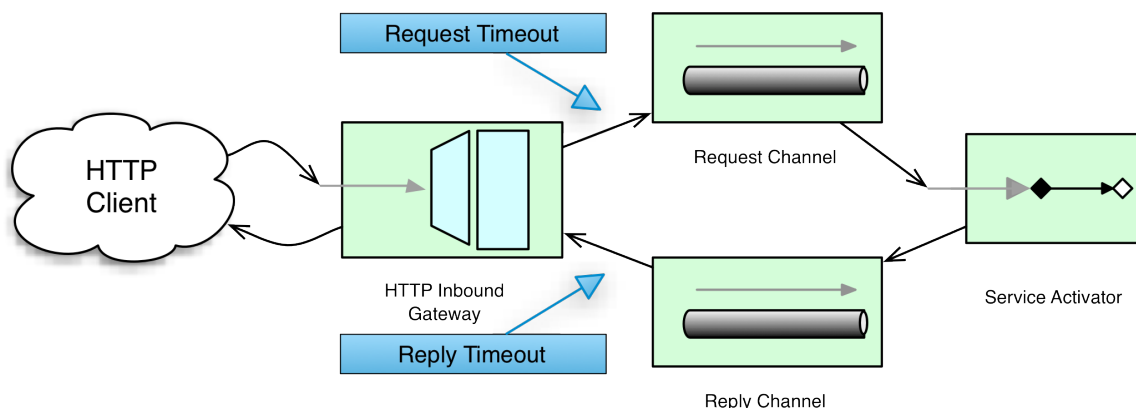 Request Timeout
HTTP
Client
Request Channel
HTTP Inbound
Gateway
Service Activator
Reply Timeout
Reply Channel